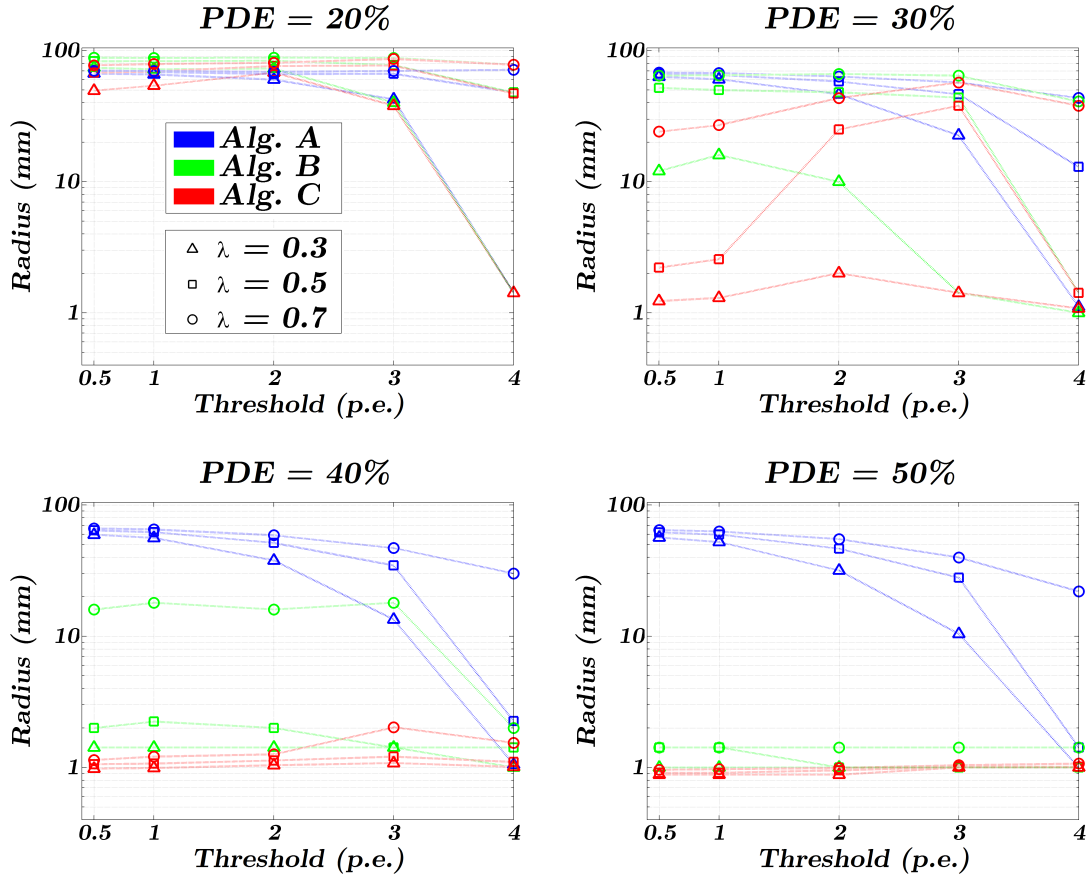 PDE = 20%
100
10
1
Radius (mm)
Alg. A
Alg. B
Alg. C
λ = 0.3
λ = 0.5
λ = 0.7
0.5 1 2 3 4
Threshold (p.e.)
PDE = 30%
100
10
1
Radius (mm)
0.5 1 2 3 4
Threshold (p.e.)
PDE = 40%
100
10
1
Radius (mm)
0.5 1 2 3 4
Threshold (p.e.)
PDE = 50%
100
10
1
Radius (mm)
0.5 1 2 3 4
Threshold (p.e.)